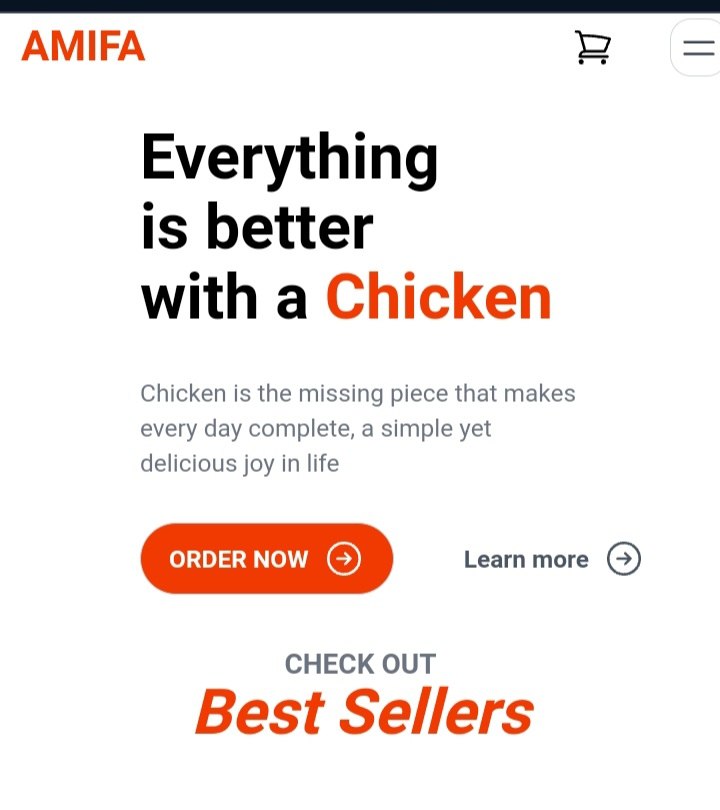 AMIFA
Everything
is better
with a Chicken
Chicken is the missing piece that makes
every day complete, a simple yet
delicious joy in life
ORDER NOW
Learn more
CHECK OUT
Best Sellers